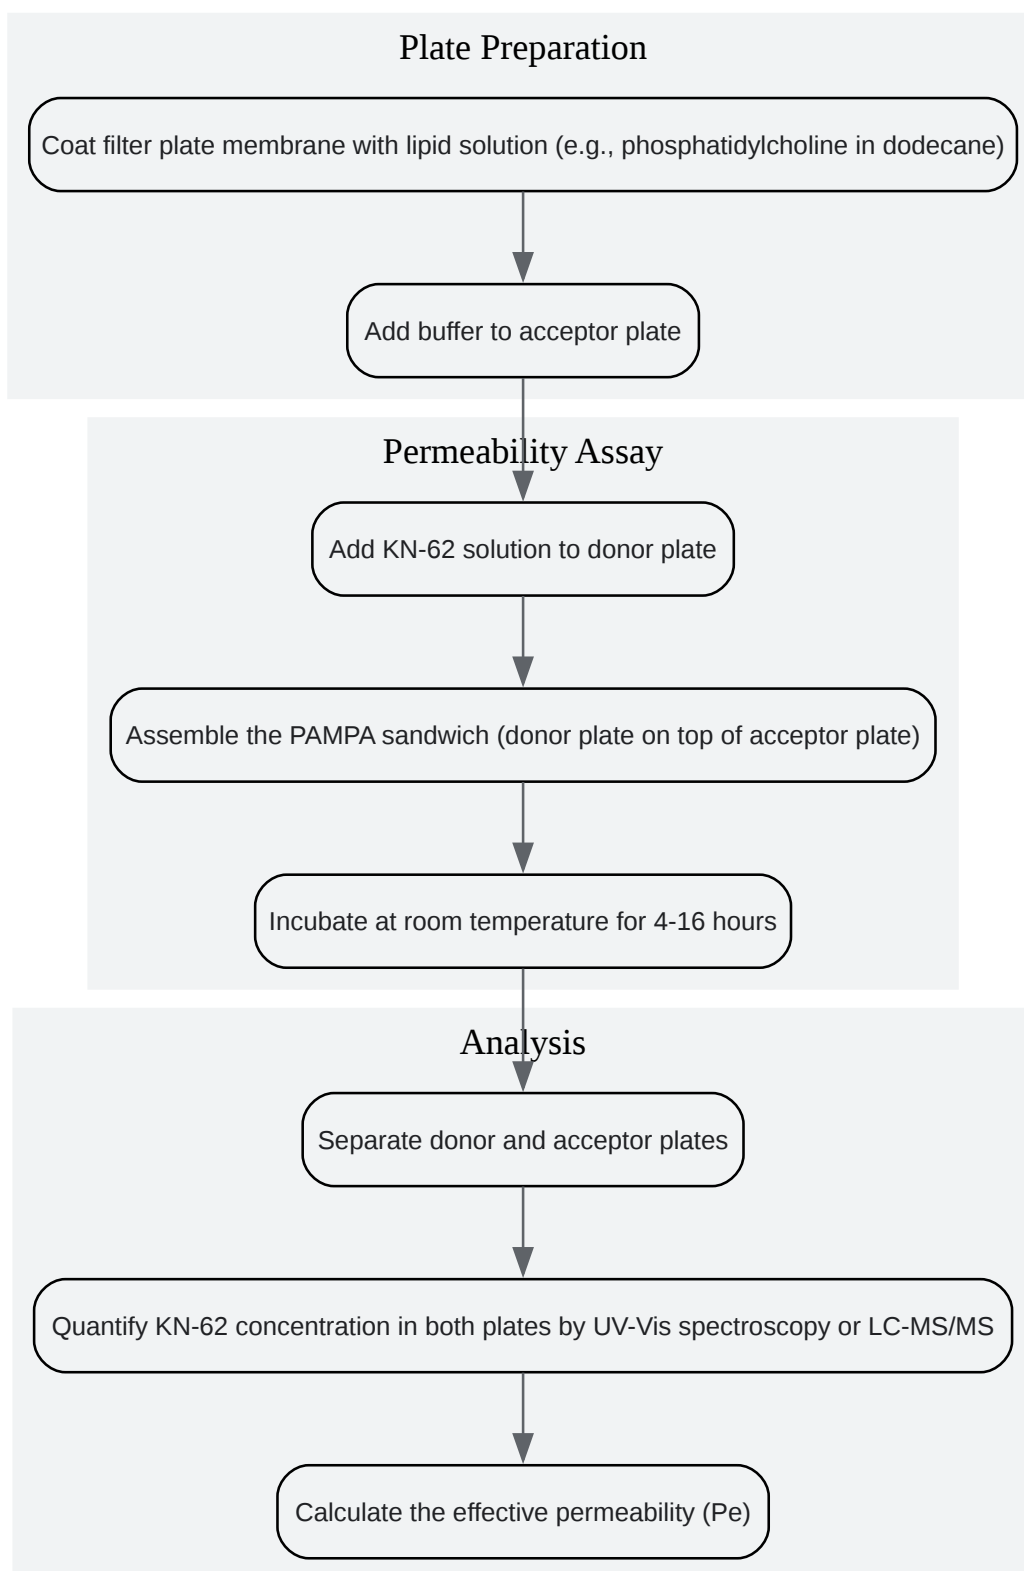 Plate Preparation
Coat filter plate membrane with lipid solution (e.g., phosphatidylcholine in dodecane)
Add buffer to acceptor plate
Permeability Assay
Add KN-62 solution to donor plate
Assemble the PAMPA sandwich (donor plate on top of acceptor plate)
Incubate at room temperature for 4-16 hours
Analysis
Separate donor and acceptor plates
Quantify KN-62 concentration in both plates by UV-Vis spectroscopy or LC-MS/MS
Calculate the effective permeability (Pe)